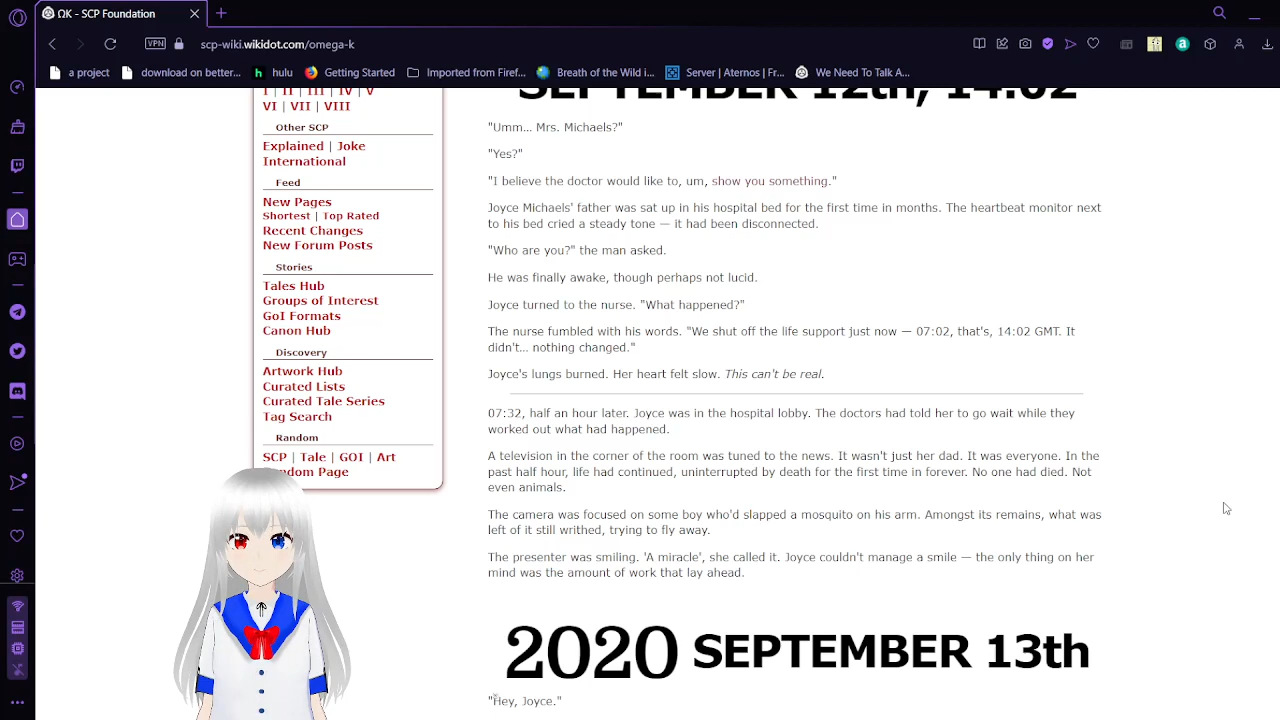 ΩK - SCP Foundation
VPN
scp-wiki.wikidot.com/omega-k
a project
download on better...
hulu
Getting Started
Imported from Firef...
Breath of the Wild i...
Server | Aternos | Fr...
We Need To Talk A...
I | II | III | IV | V
VI | VII | VIII
Other SCP
Explained | Joke
International
Feed
New Pages
Shortest | Top Rated
Recent Changes
New Forum Posts
Stories
Tales Hub
Groups of Interest
GoI Formats
Canon Hub
Discovery
Artwork Hub
Curated Lists
Curated Tale Series
Tag Search
Random
SCP | Tale | GOI | Art
ndom Page
SEPTEMBER 12th, 14:02
"Umm... Mrs. Michaels?"
"Yes?"
"I believe the doctor would like to, um, show you something."
Joyce Michaels' father was sat up in his hospital bed for the first time in months. The heartbeat monitor next
to his bed cried a steady tone — it had been disconnected.
"Who are you?" the man asked.
He was finally awake, though perhaps not lucid.
Joyce turned to the nurse. "What happened?"
The nurse fumbled with his words. "We shut off the life support just now — 07:02, that's, 14:02 GMT. It
didn't... nothing changed."
Joyce's lungs burned. Her heart felt slow. This can't be real.
07:32, half an hour later. Joyce was in the hospital lobby. The doctors had told her to go wait while they
worked out what had happened.
A television in the corner of the room was tuned to the news. It wasn't just her dad. It was everyone. In the
past half hour, life had continued, uninterrupted by death for the first time in forever. No one had died. Not
even animals.
The camera was focused on some boy who'd slapped a mosquito on his arm. Amongst its remains, what was
left of it still writhed, trying to fly away.
The presenter was smiling. 'A miracle', she called it. Joyce couldn't manage a smile — the only thing on her
mind was the amount of work that lay ahead.
2020 SEPTEMBER 13th
"Hey, Joyce."